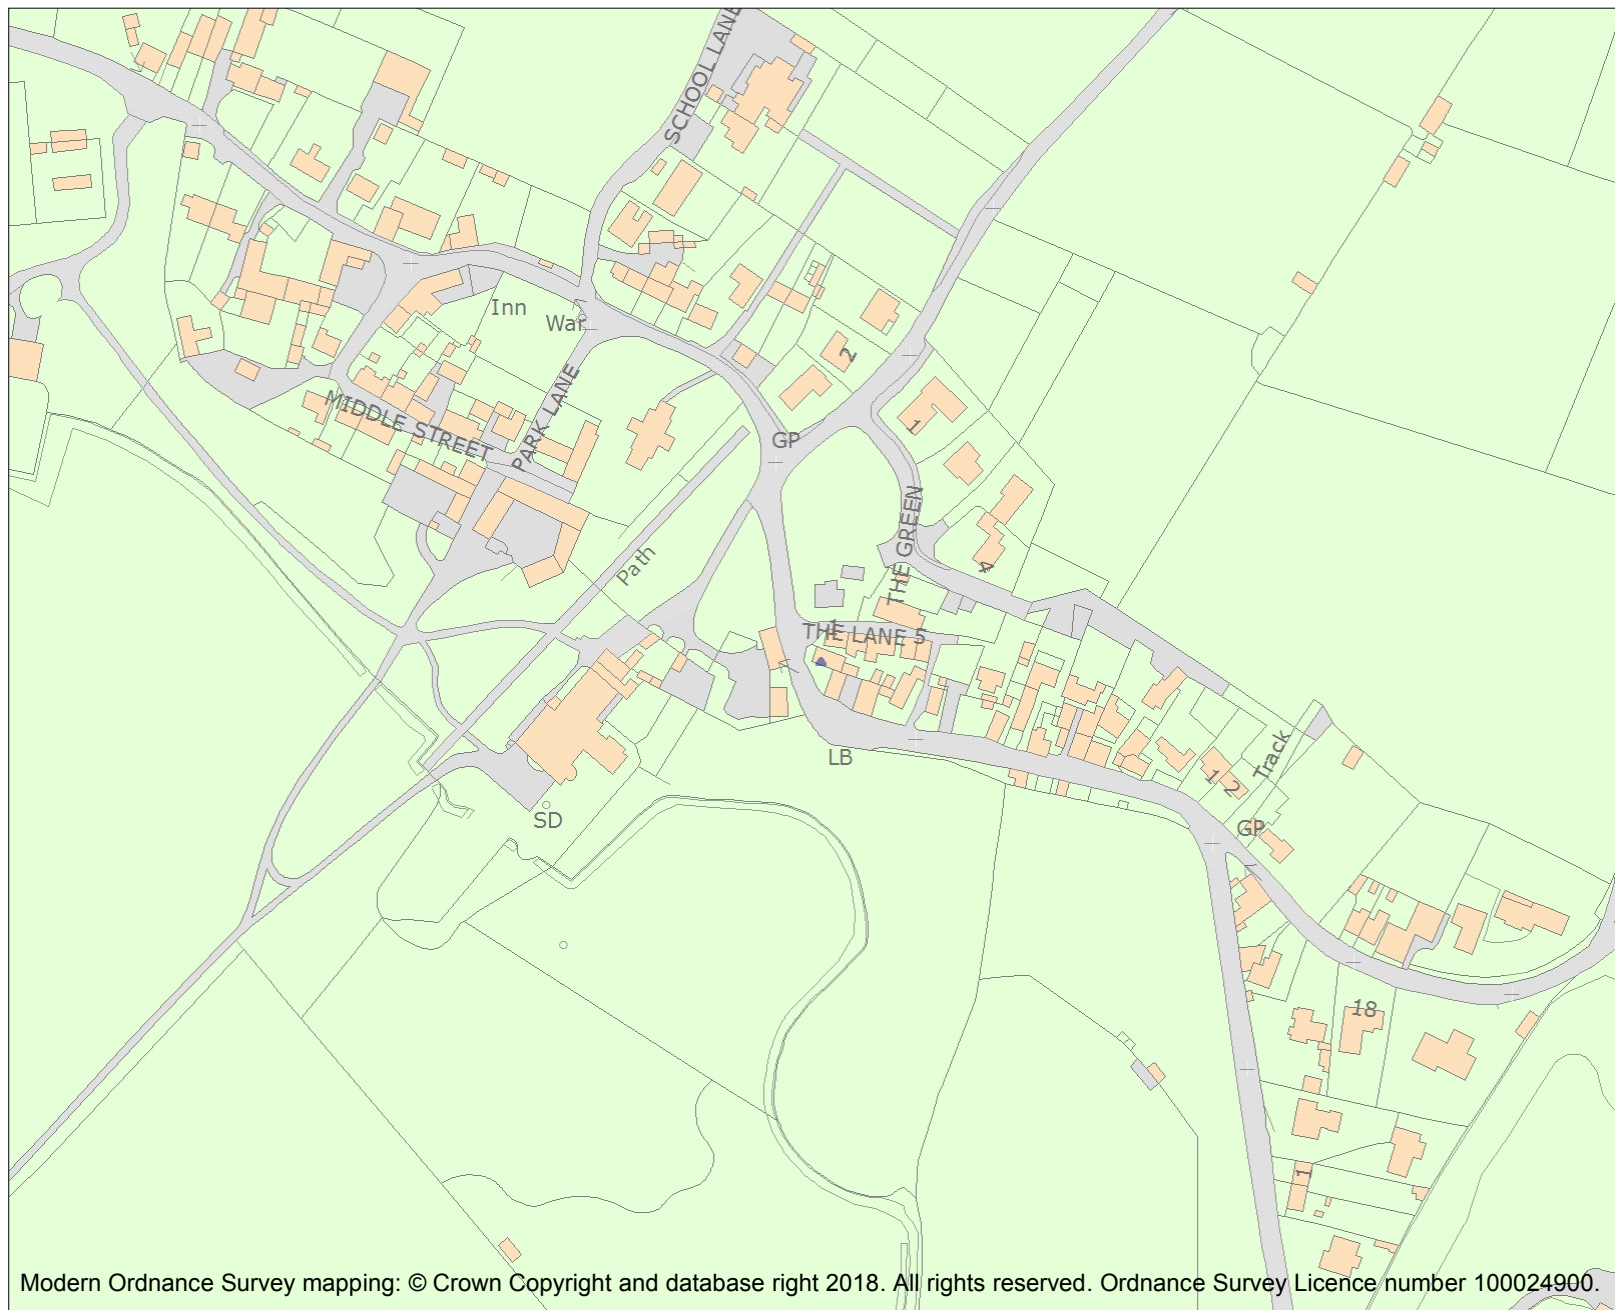 SCHOOL LANE
Inn
War
2
MIDDLE STREET
PARK LANE
1
GP
THE GREEN
Path
4
1
THE LANE 5
LB
Track
1 2
SD
GP
18
1
Modern Ordnance Survey mapping: © Crown Copyright and database right 2018. All rights reserved. Ordnance Survey Licence number 100024900.